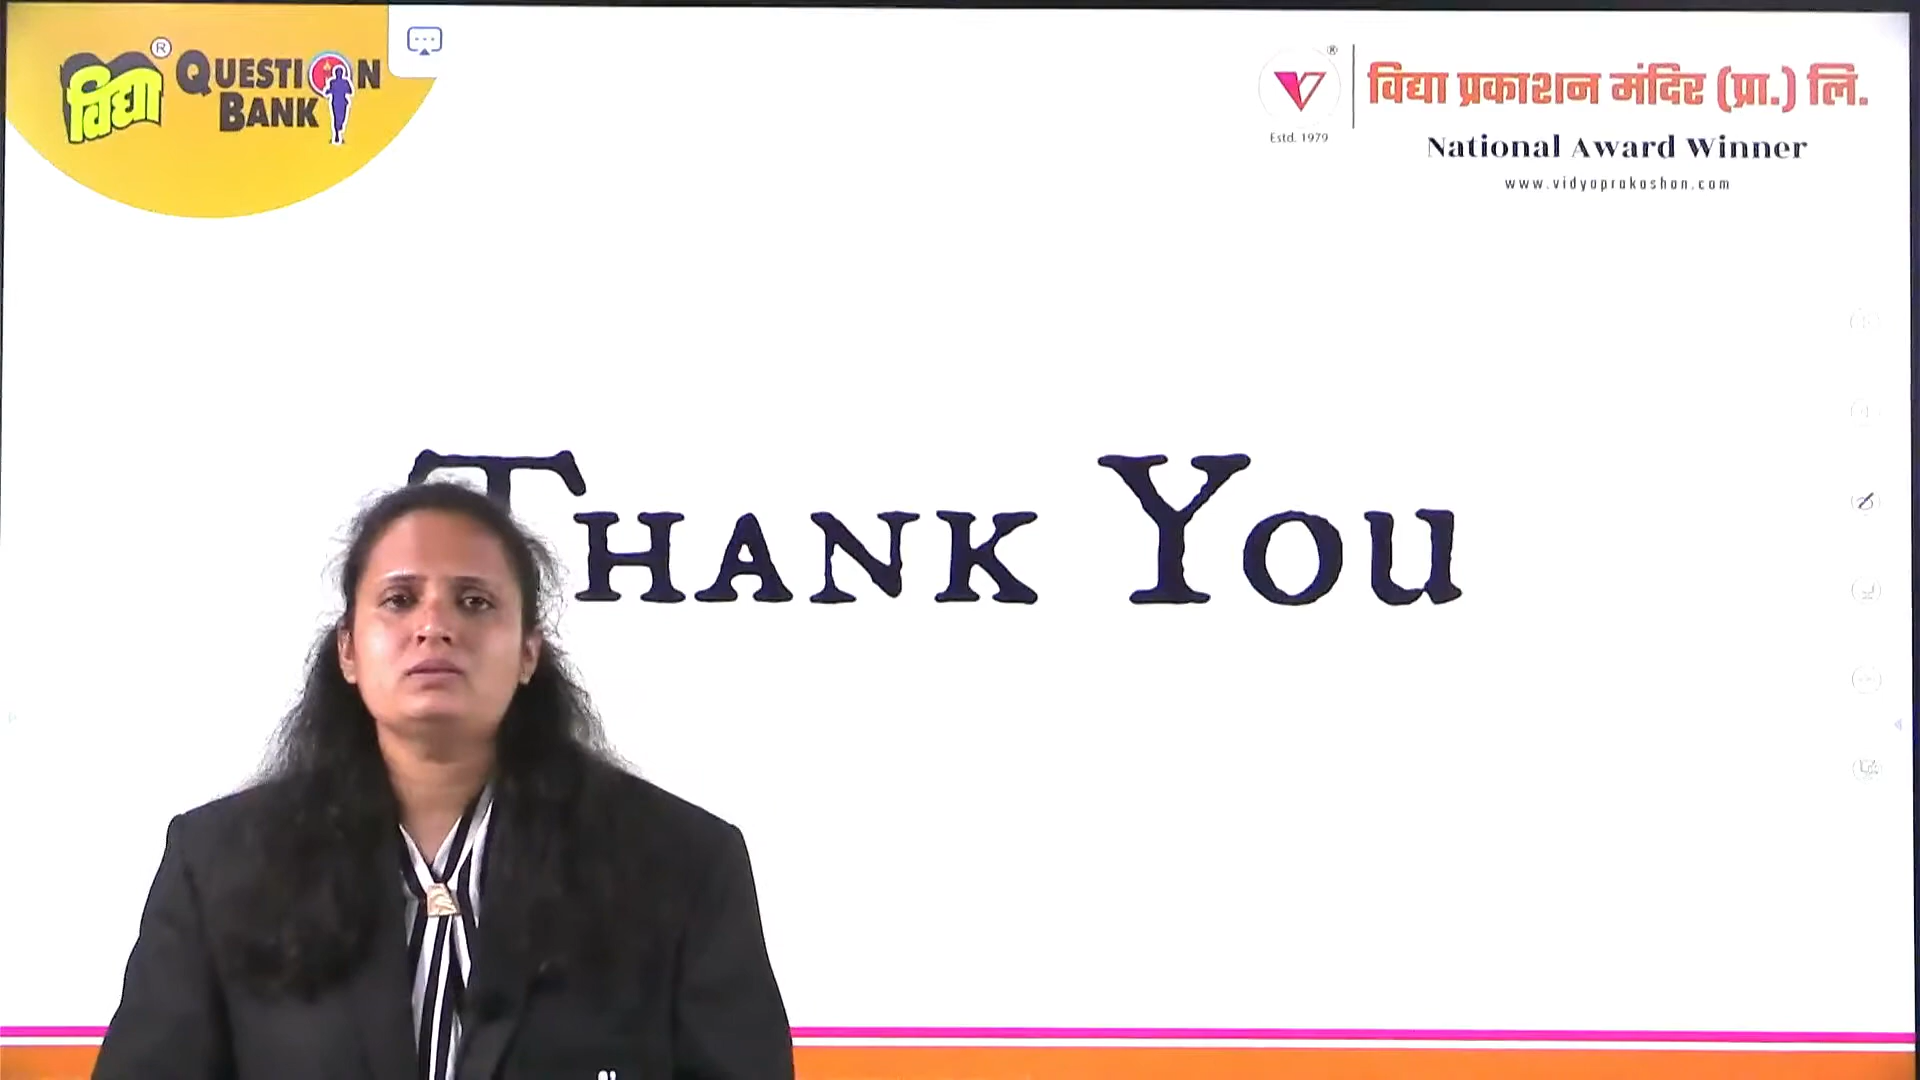 विद्या ®
QUESTION
BANK
®
Estd. 1979
विद्या प्रकाशन मंदिर (प्रा.) लि.
National Award Winner
www.vidyaprakashan.com
THANK YOU